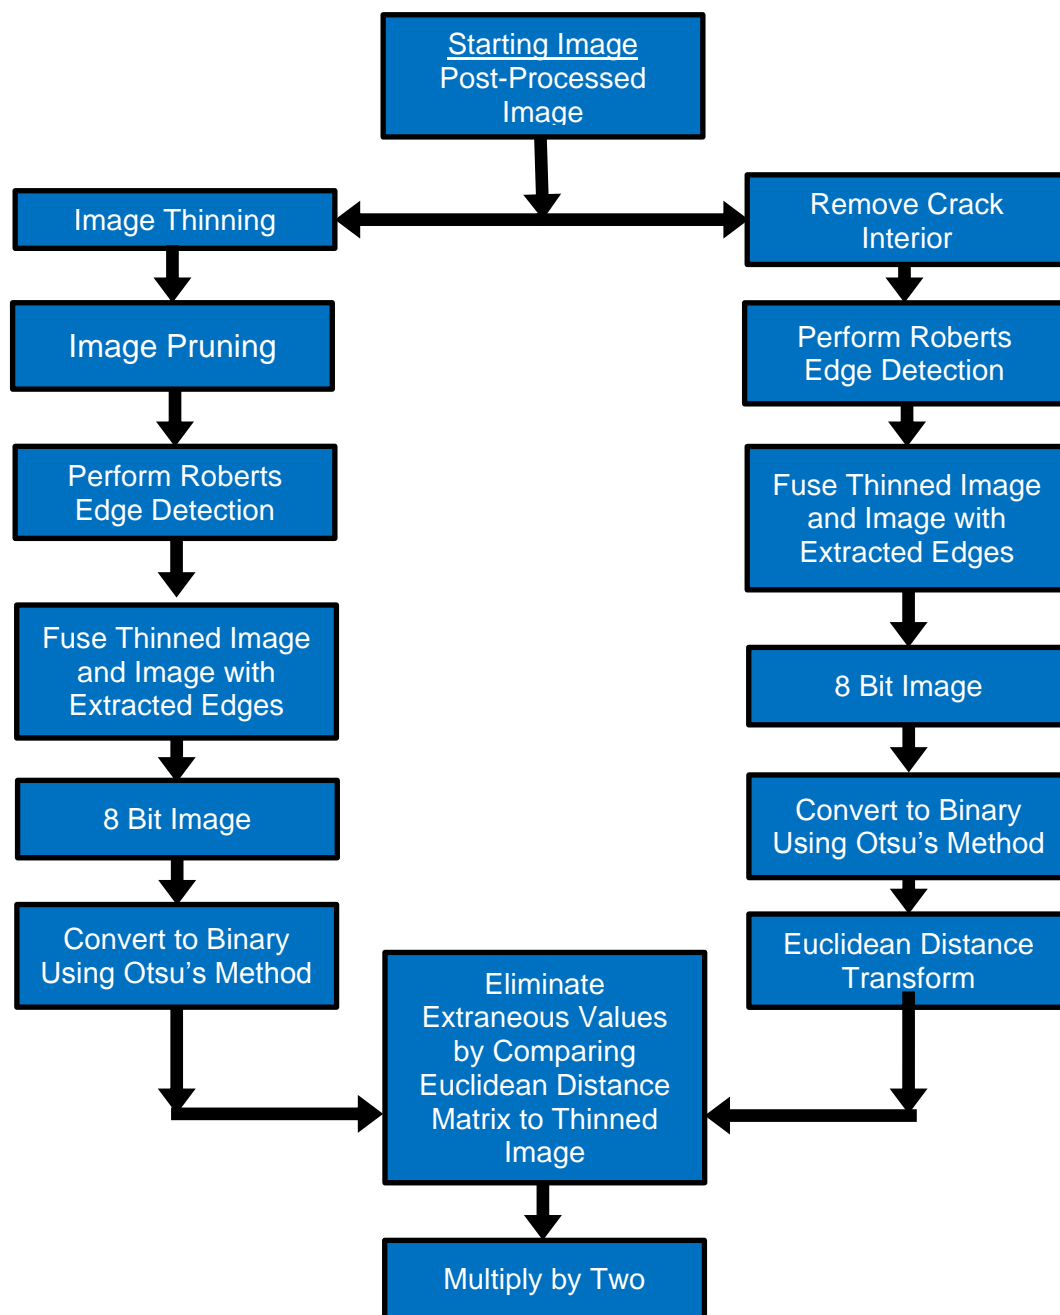 Starting Image
Post-Processed
Image
Image Thinning
Image Pruning
Perform Roberts
Edge Detection
Fuse Thinned Image
and Image with
Extracted Edges
8 Bit Image
Convert to Binary
Using Otsu’s Method
Remove Crack
Interior
Perform Roberts
Edge Detection
Fuse Thinned Image
and Image with
Extracted Edges
8 Bit Image
Convert to Binary
Using Otsu’s Method
Euclidean Distance
Transform
Eliminate
Extraneous Values
by Comparing
Euclidean Distance
Matrix to Thinned
Image
Multiply by Two